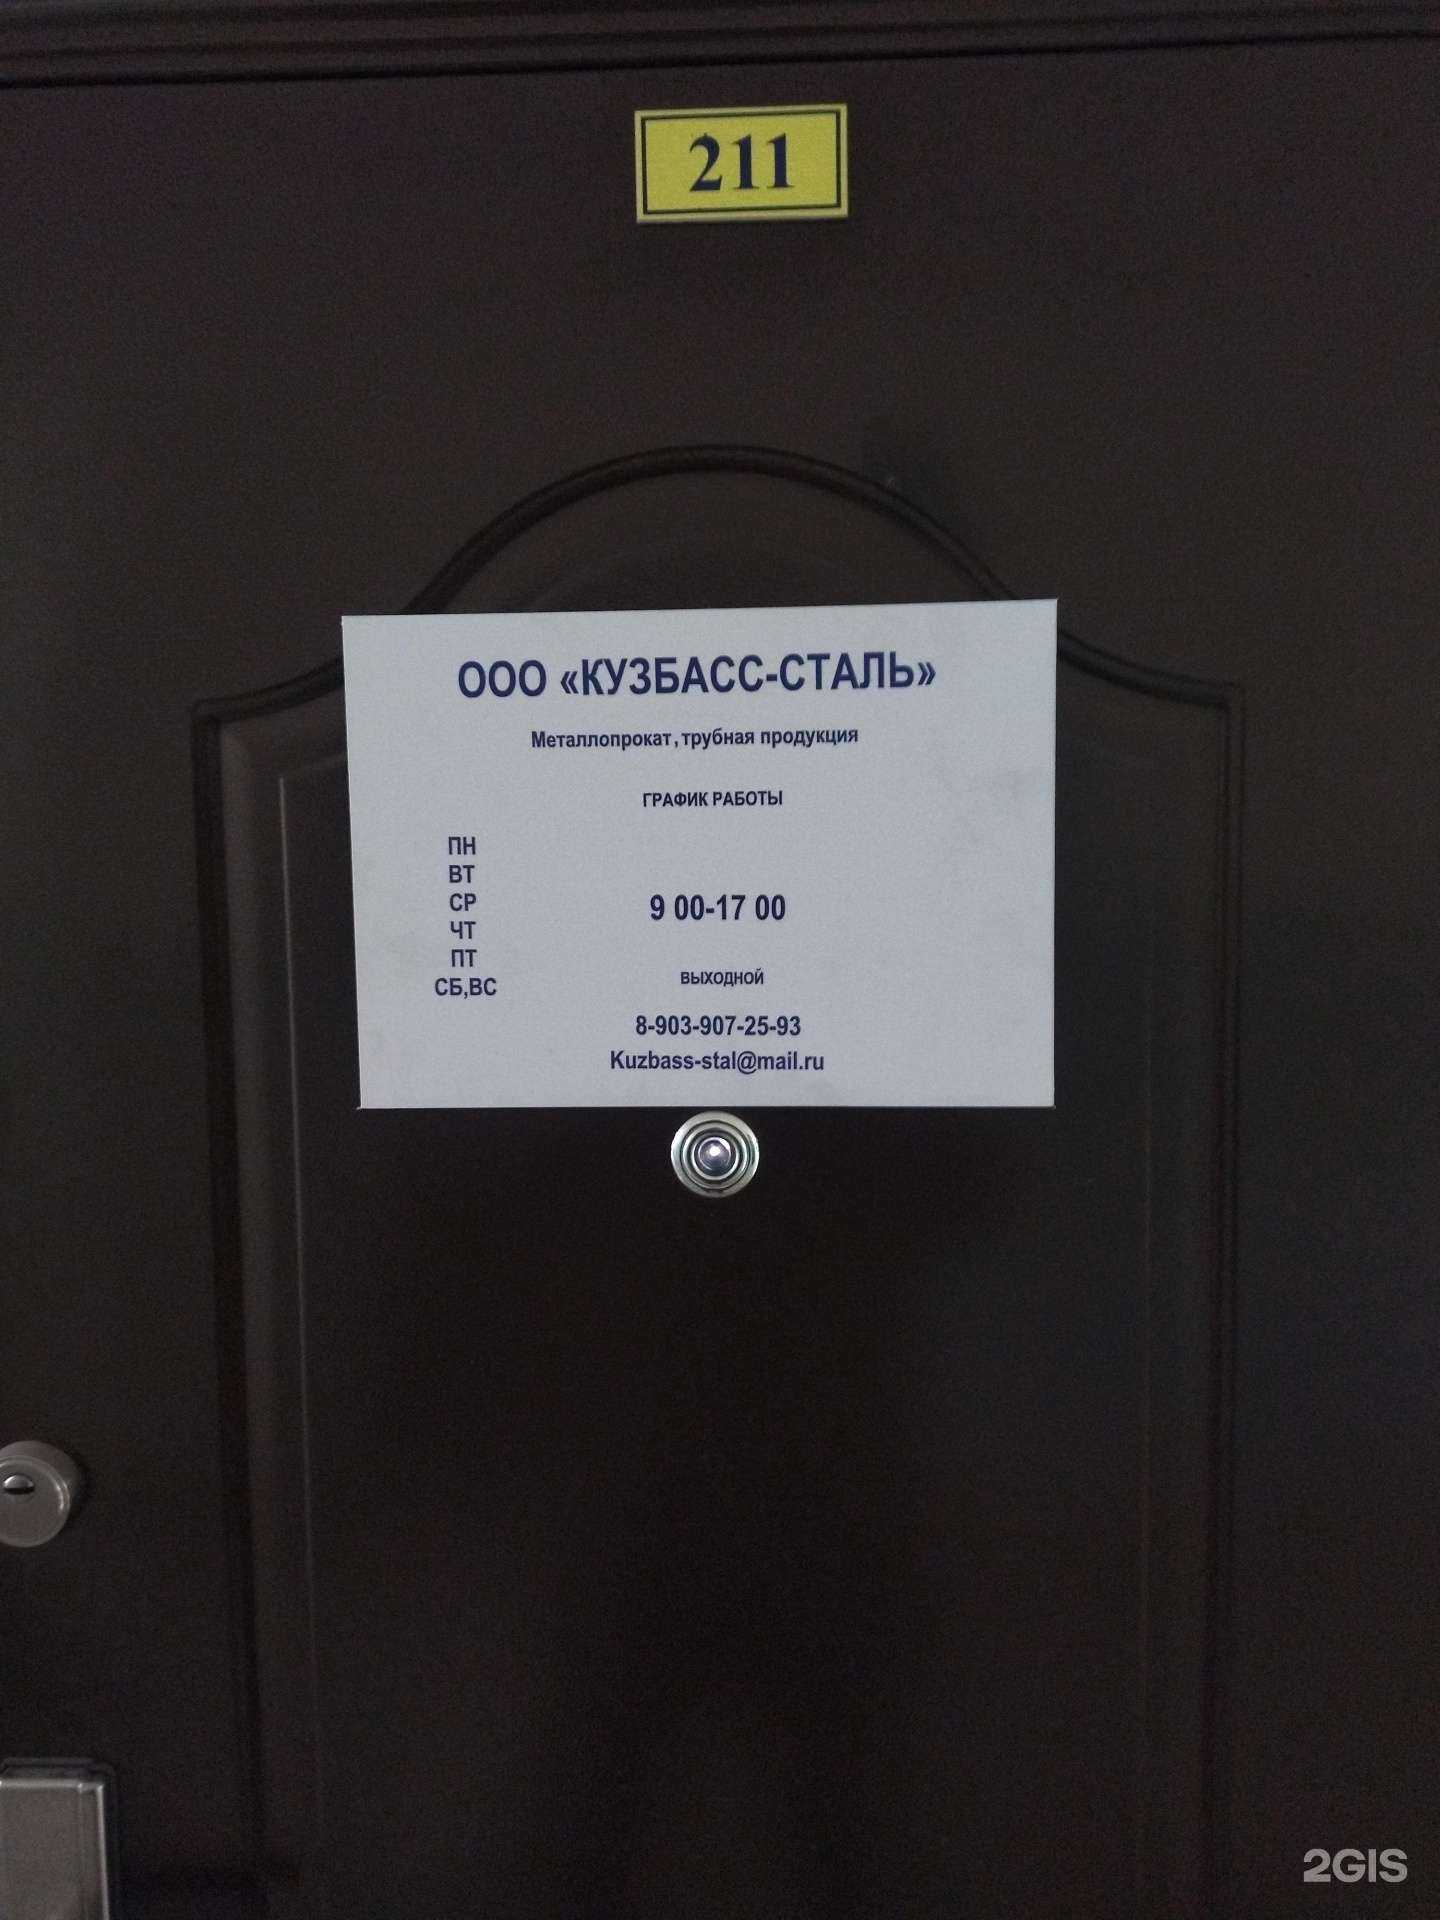 211
ООО «КУЗБАСС-СТАЛЬ»
Металлопрокат, трубная продукция
ГРАФИК РАБОТЫ
ПН
ВТ
СР 9 00-17 00
ЧТ
ПТ
СБ,ВС ВЫХОДНОЙ
8-903-907-25-93
Kuzbass-stal@mail.ru
2GIS